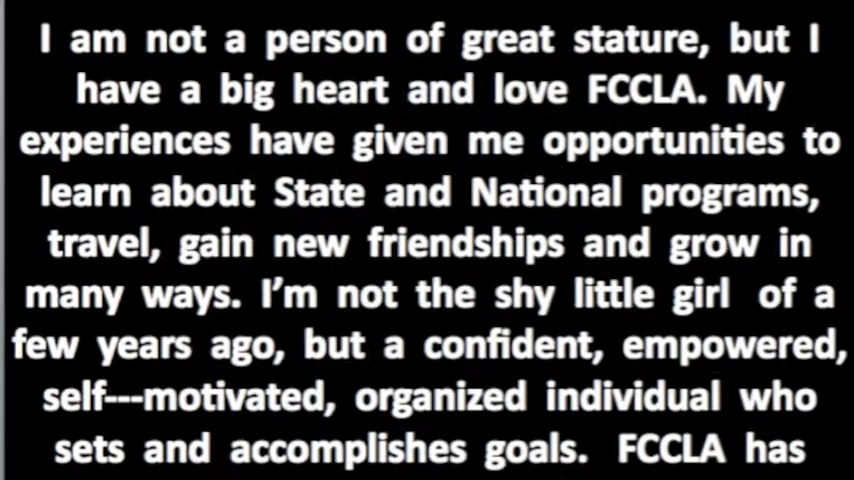 I am not a person of great stature, but I
have a big heart and love FCCLA. My
experiences have given me opportunities to
learn about State and National programs,
travel, gain new friendships and grow in
many ways. I’m not the shy little girl of a
few years ago, but a confident, empowered,
self---motivated, organized individual who
sets and accomplishes goals. FCCLA has